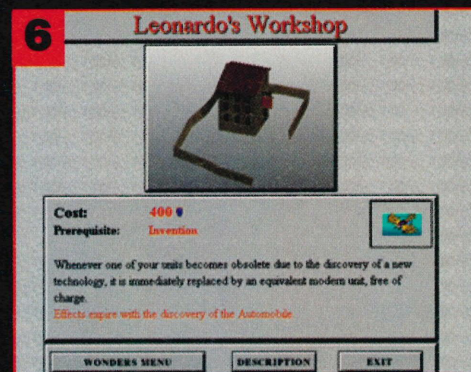 6
Leonardo's Workshop
Cost: 400
Prerequisite: Invention
Whenever one of your units becomes obsolete due to the discovery of a new
technology, it is immediately replaced by an equivalent modern unit, free of
charge.
Effects expire with the discovery of the Automobile.
WONDERS MENU DESCRIPTION EXIT